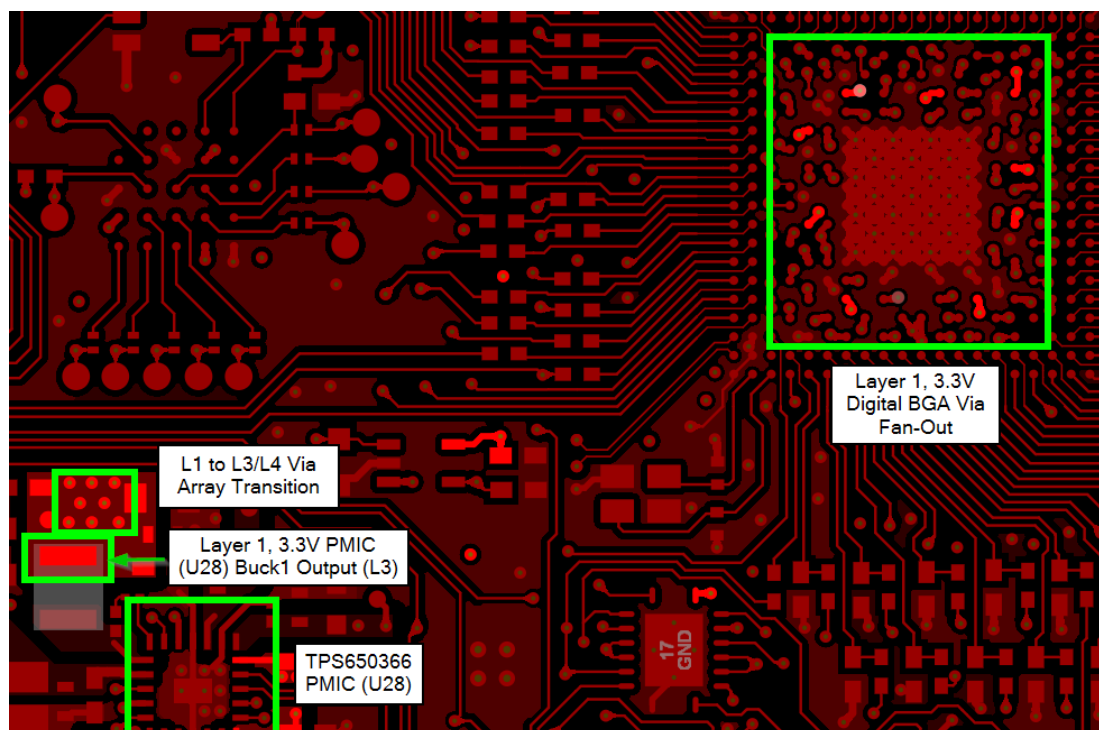 Layer 1, 3.3V
Digital BGA Via
Fan-Out
L1 to L3/L4 Via
Array Transition
Layer 1, 3.3V PMIC
(U28) Buck1 Output (L3)
TPS650366
PMIC (U28)
17
GND